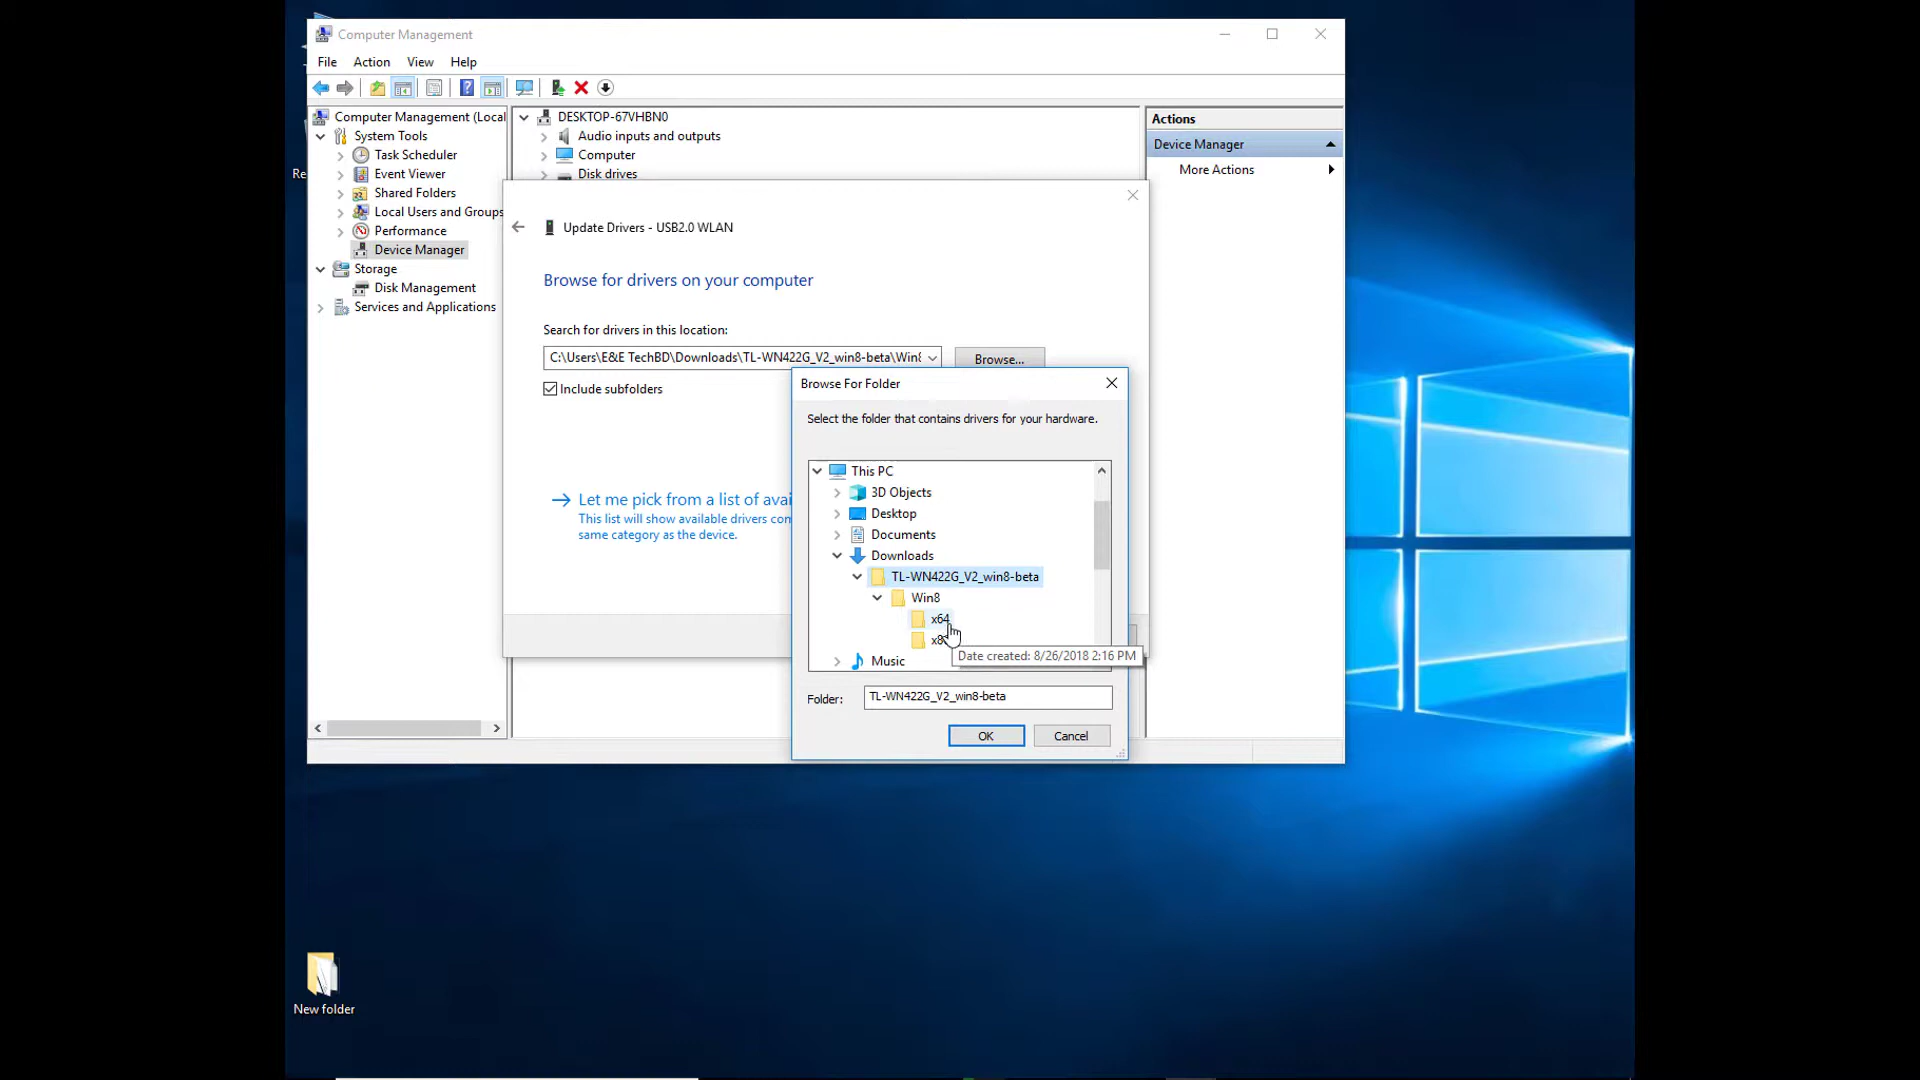 Computer Management
File Action View Help
Computer Management (Local
System Tools
Task Scheduler
Event Viewer
Shared Folders
Local Users and Groups
Performance
Device Manager
Storage
Disk Management
Services and Applications
DESKTOP-67VHBN0
Audio inputs and outputs
Computer
Disk drives
Actions
Device Manager
More Actions
Update Drivers - USB2.0 WLAN
Browse for drivers on your computer
Search for drivers in this location:
C:\Users\E&E TechBD\Downloads\TL-WN422G_V2_win8-beta\Win8
Browse...
Include subfolders
Let me pick from a list of avai
This list will show available drivers com
same category as the device.
Browse For Folder
Select the folder that contains drivers for your hardware.
This PC
3D Objects
Desktop
Documents
Downloads
TL-WN422G_V2_win8-beta
Win8
x64
Music
Date created: 8/26/2018 2:16 PM
Folder: TL-WN422G_V2_win8-beta
OK Cancel
Re
New folder